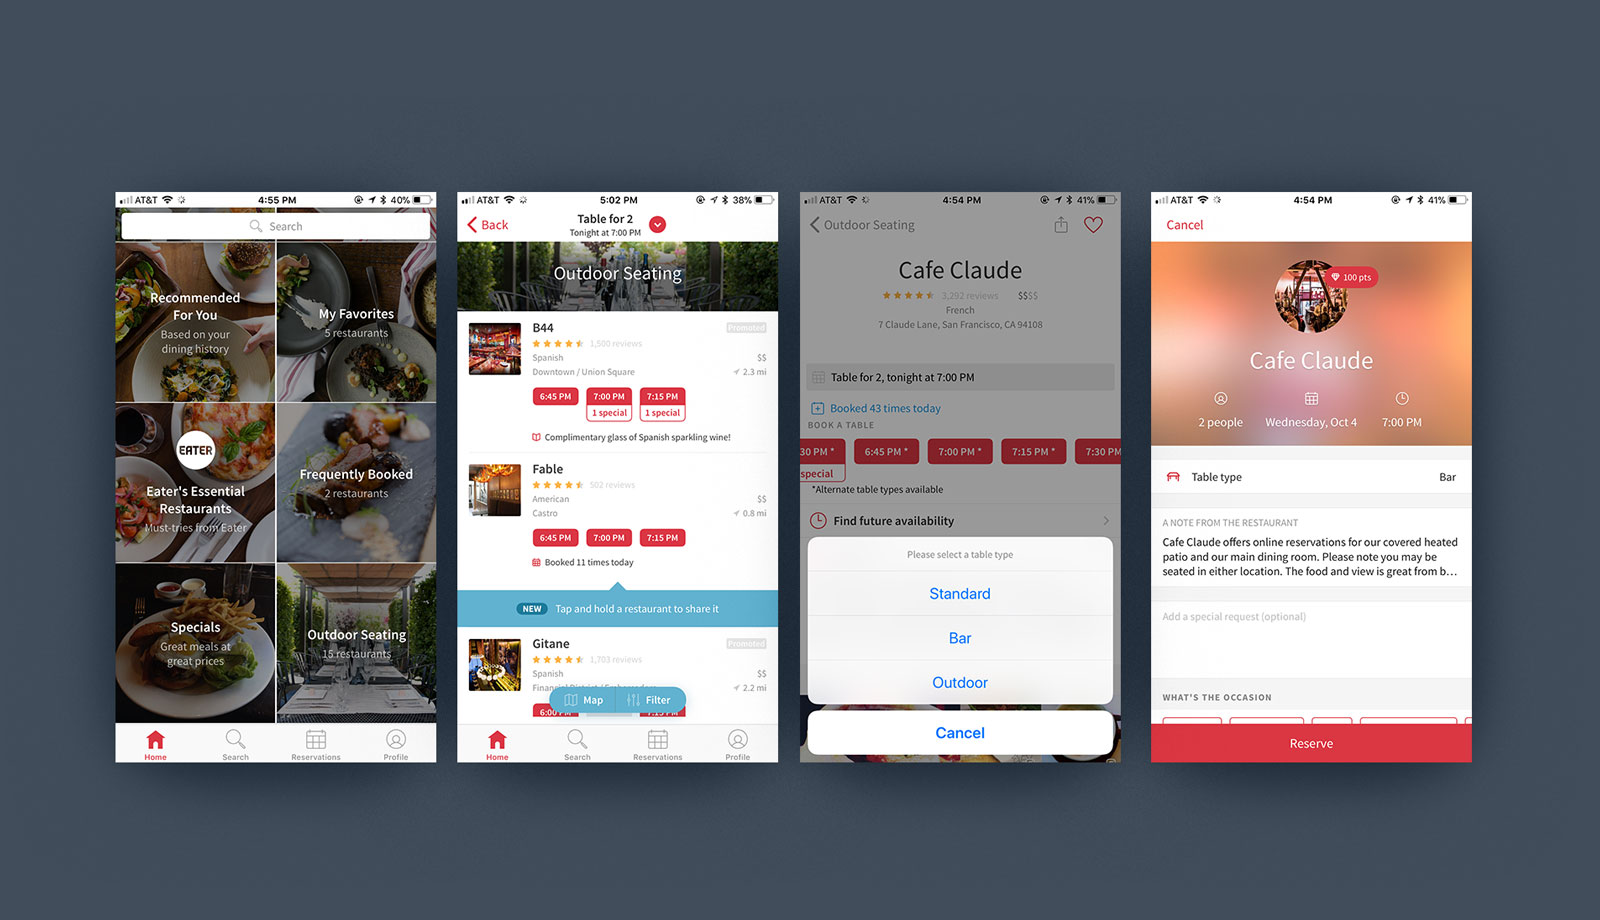 AT&T 4:55 PM 40%
Search
Recommended
For You
Based on your
dining history
My Favorites
5 restaurants
EATER
Eater's Essential
Restaurants
Must-tries from Eater
Frequently Booked
2 restaurants
Specials
Great meals at
great prices
Outdoor Seating
15 restaurants
Home Search Reservations Profile
AT&T 5:02 PM 38%
Back
Table for 2
Tonight at 7:00 PM
Outdoor Seating
B44 Promoted
1,500 reviews
Spanish $$
Downtown / Union Square 2.3 mi
6:45 PM 7:00 PM 7:15 PM
1 special 1 special
Complimentary glass of Spanish sparkling wine!
Fable
502 reviews
American $$
Castro 0.8 mi
6:45 PM 7:00 PM 7:15 PM
Booked 11 times today
NEW Tap and hold a restaurant to share it
Gitane Promoted
1,703 reviews
Spanish $$
Financial District / Embarcadero 2.2 mi
Map Filter
6:00 PM 7:15 PM
Home Search Reservations Profile
AT&T 4:54 PM 41%
Outdoor Seating
Cafe Claude
3,292 reviews $$$$
French
7 Claude Lane, San Francisco, CA 94108
Table for 2, tonight at 7:00 PM
Booked 43 times today
BOOK A TABLE
30 PM * 6:45 PM * 7:00 PM * 7:15 PM * 7:30 PM
special
*Alternate table types available
Find future availability
Please select a table type
Standard
Bar
Outdoor
Cancel
AT&T 4:54 PM 41%
Cancel
100 pts
Cafe Claude
2 people Wednesday, Oct 4 7:00 PM
Table type Bar
A NOTE FROM THE RESTAURANT
Cafe Claude offers online reservations for our covered heated
patio and our main dining room. Please note you may be
seated in either location. The food and view is great from b…
Add a special request (optional)
WHAT'S THE OCCASION
Reserve